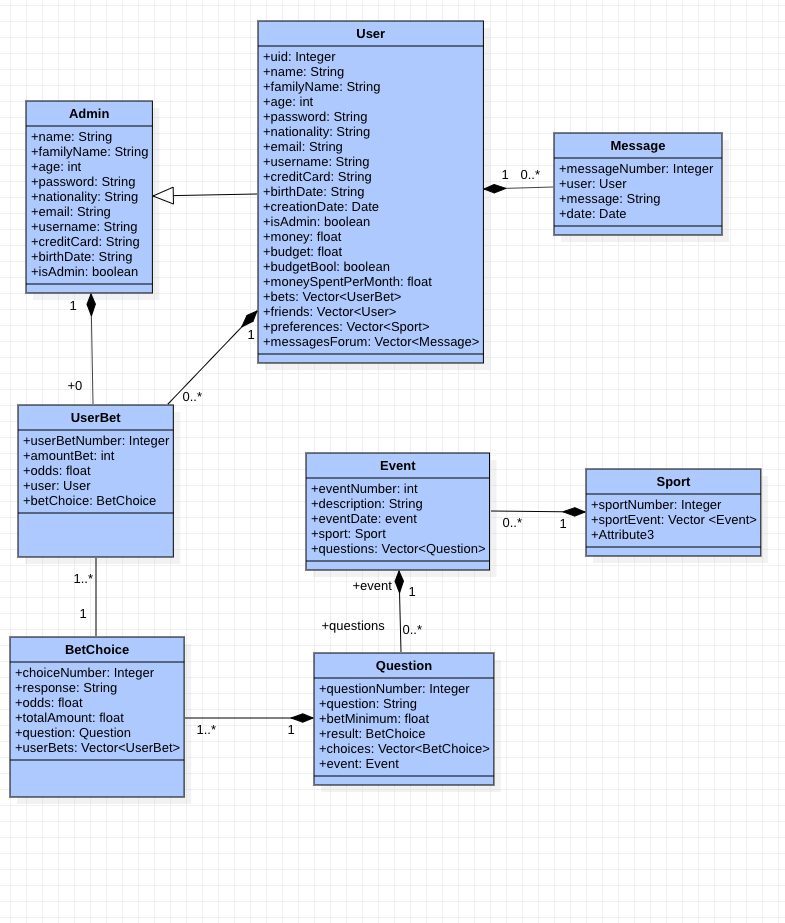 User
+uid: Integer
+name: String
+familyName: String
+age: int
+password: String
+nationality: String
+email: String
+username: String
+creditCard: String
+birthDate: String
+creationDate: Date
+isAdmin: boolean
+money: float
+budget: float
+budgetBool: boolean
+moneySpentPerMonth: float
+bets: Vector<UserBet>
+friends: Vector<User>
+preferences: Vector<Sport>
+messagesForum: Vector<Message>
Admin
+name: String
+familyName: String
+age: int
+password: String
+nationality: String
+email: String
+username: String
+creditCard: String
+birthDate: String
+isAdmin: boolean
Message
+messageNumber: Integer
+user: User
+message: String
+date: Date
1 0..*
1
+0
1
0..*
UserBet
+userBetNumber: Integer
+amountBet: int
+odds: float
+user: User
+betChoice: BetChoice
Event
+eventNumber: int
+description: String
+eventDate: event
+sport: Sport
+questions: Vector<Question>
Sport
+sportNumber: Integer
+sportEvent: Vector <Event>
+Attribute3
0..* 1
1..*
1
+event 1
+questions 0..*
BetChoice
+choiceNumber: Integer
+response: String
+odds: float
+totalAmount: float
+question: Question
+userBets: Vector<UserBet>
1..* 1
Question
+questionNumber: Integer
+question: String
+betMinimum: float
+result: BetChoice
+choices: Vector<BetChoice>
+event: Event